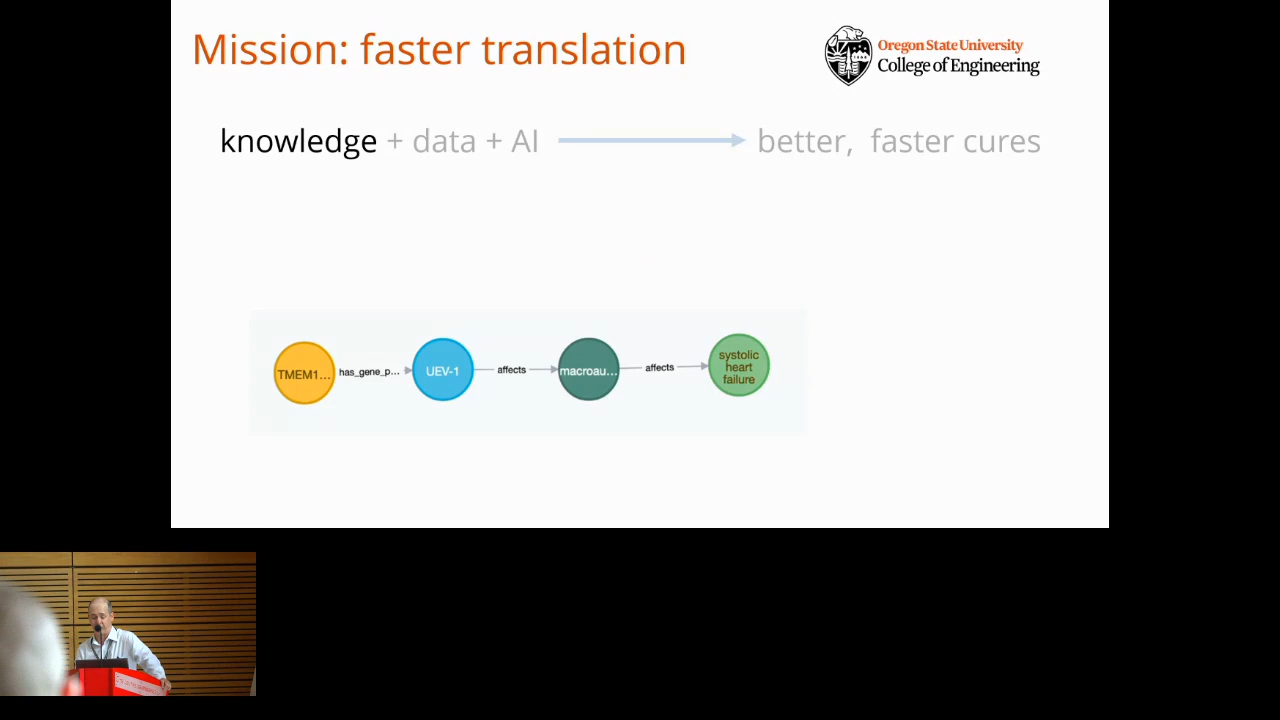 Mission: faster translation
Oregon State University
College of Engineering
knowledge + data + AI
better, faster cures
TMEM1...
has_gene_p...
UEV-1
affects
macroau...
affects
systolic
heart
failure